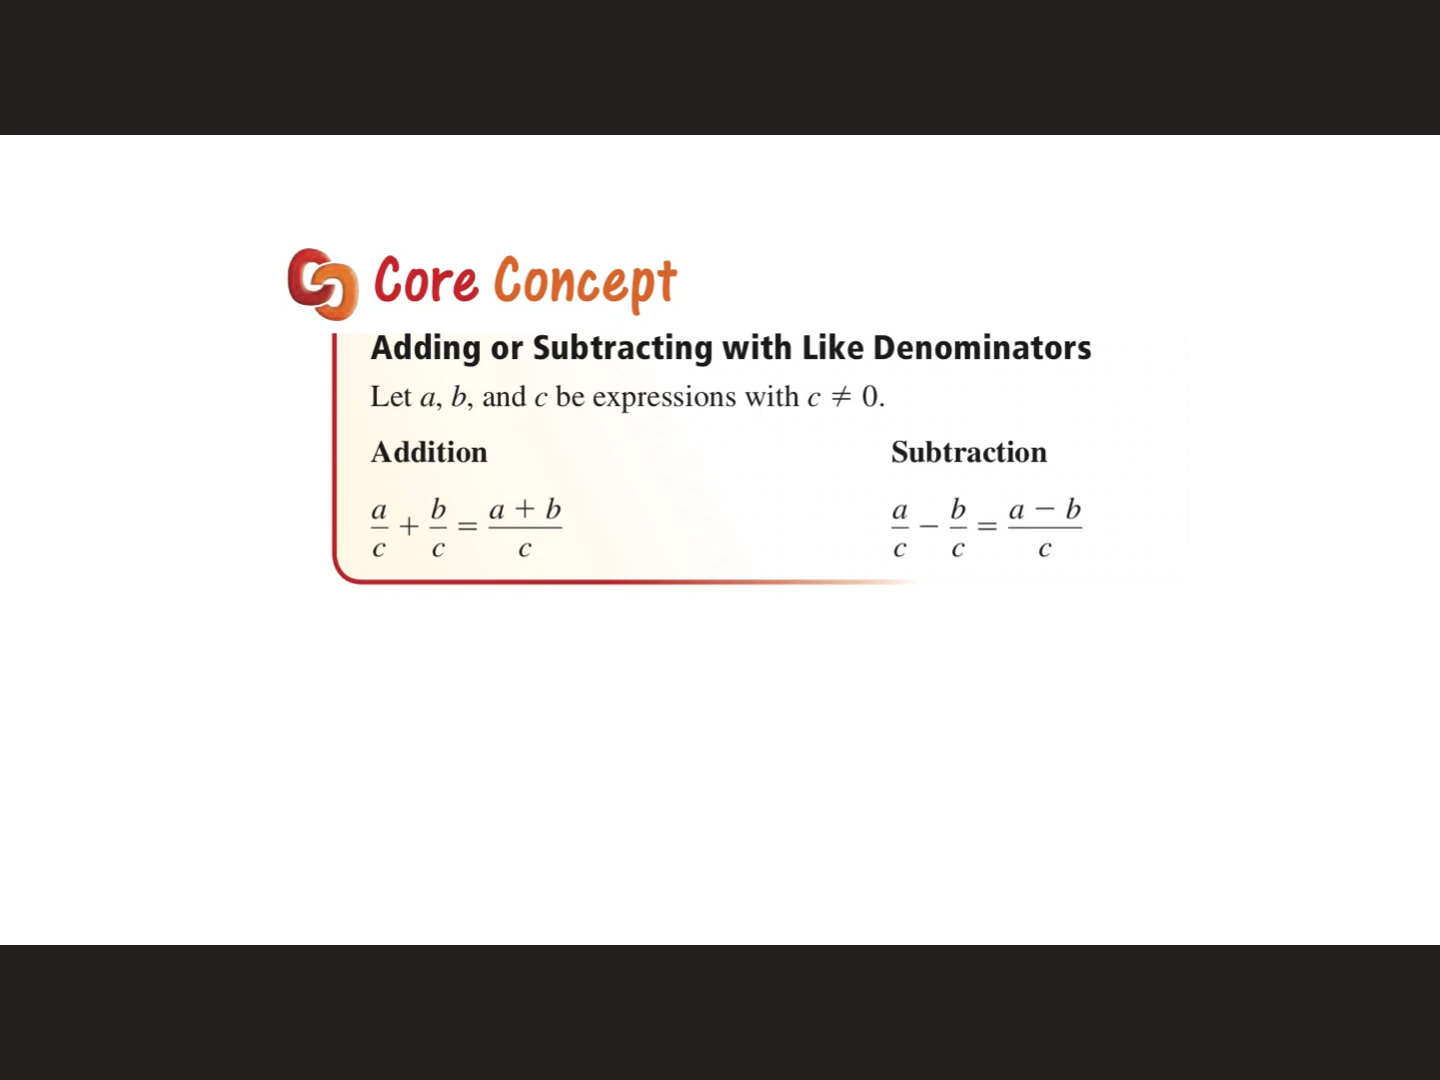 Core Concept
Adding or Subtracting with Like Denominators
Let a, b, and c be expressions with c ≠ 0.
Addition Subtraction
a/c + b/c = (a + b)/c a/c − b/c = (a − b)/c